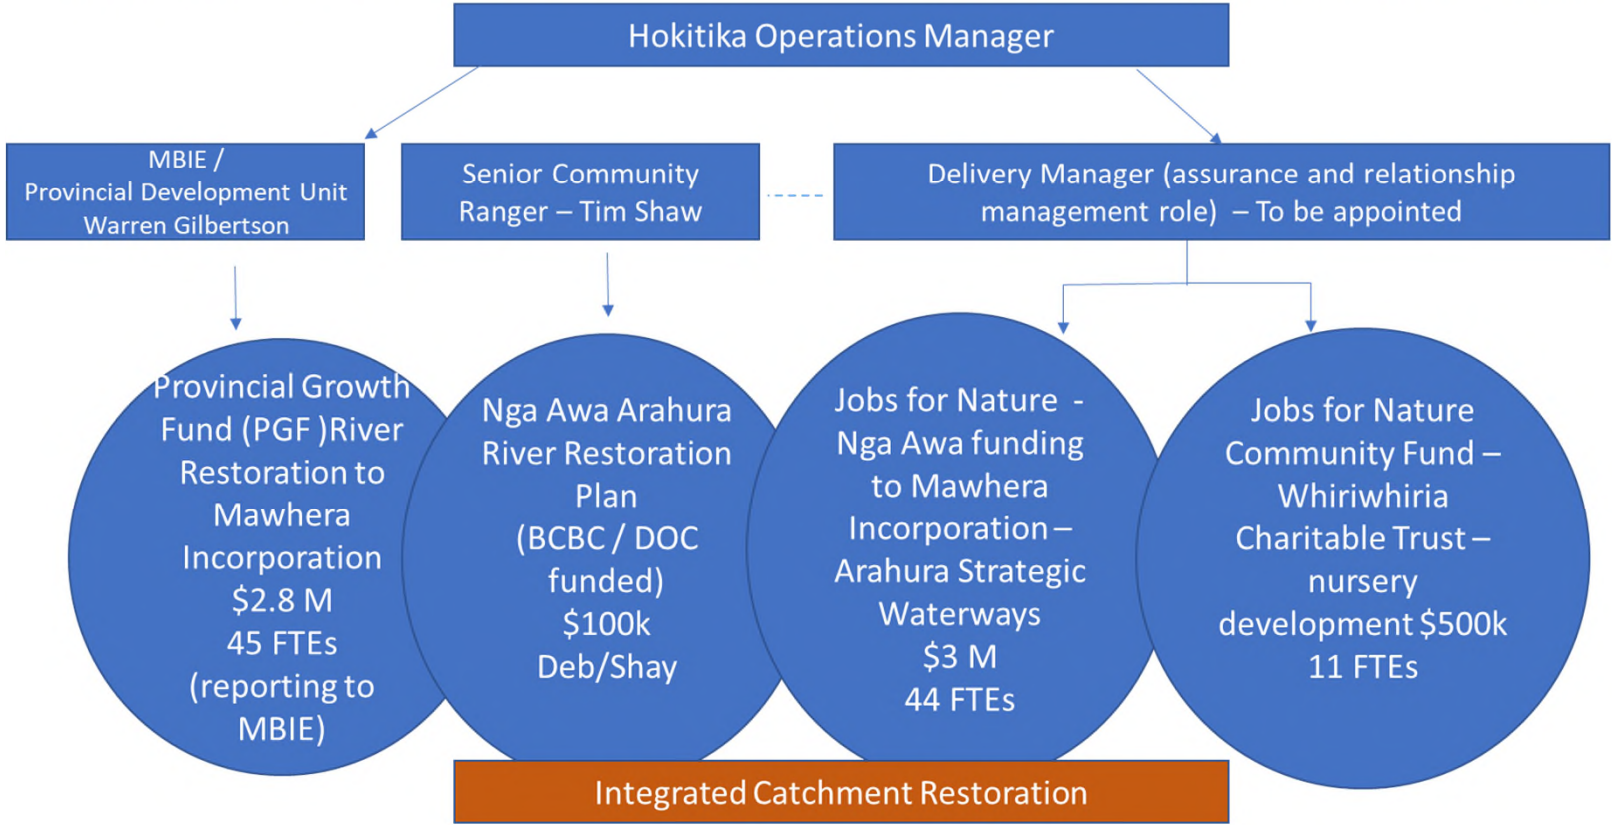 Hokitika Operations Manager
MBIE /
Provincial Development Unit
Warren Gilbertson
Senior Community
Ranger – Tim Shaw
Delivery Manager (assurance and relationship
management role)  – To be appointed
Provincial Growth
Fund (PGF )River
Restoration to
Mawhera
Incorporation
$2.8 M
45 FTEs
(reporting to
MBIE)
Nga Awa Arahura
River Restoration
Plan
(BCBC / DOC
funded)
$100k
Deb/Shay
Jobs for Nature  -
Nga Awa funding
to Mawhera
Incorporation –
Arahura Strategic
Waterways
$3 M
44 FTEs
Jobs for Nature
Community Fund –
Whiriwhiria
Charitable Trust –
nursery
development $500k
11 FTEs
Integrated Catchment Restoration